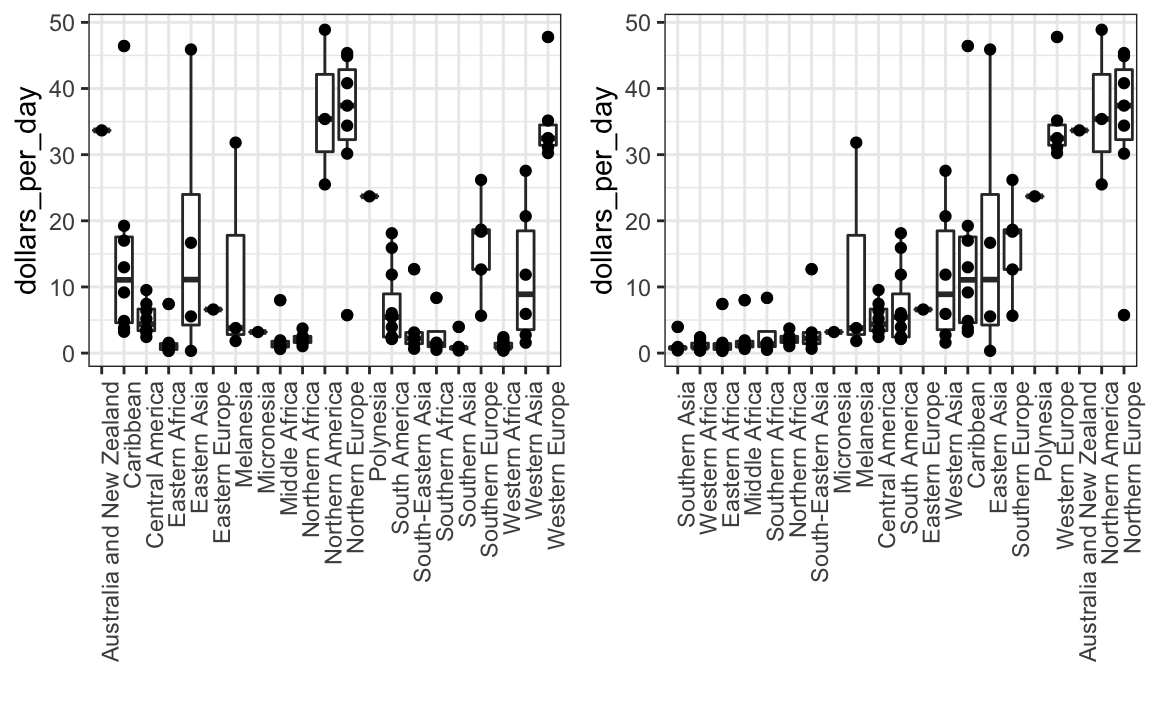 dollars_per_day
50
40
30
20
10
0
Australia and New Zealand
Caribbean
Central America
Eastern Africa
Eastern Asia
Eastern Europe
Melanesia
Micronesia
Middle Africa
Northern Africa
Northern America
Northern Europe
Polynesia
South America
South-Eastern Asia
Southern Africa
Southern Asia
Southern Europe
Western Africa
Western Asia
Western Europe
dollars_per_day
50
40
30
20
10
0
Southern Asia
Western Africa
Eastern Africa
Middle Africa
Southern Africa
Northern Africa
South-Eastern Asia
Micronesia
Melanesia
Central America
South America
Eastern Europe
Western Asia
Caribbean
Eastern Asia
Southern Europe
Polynesia
Western Europe
Australia and New Zealand
Northern America
Northern Europe